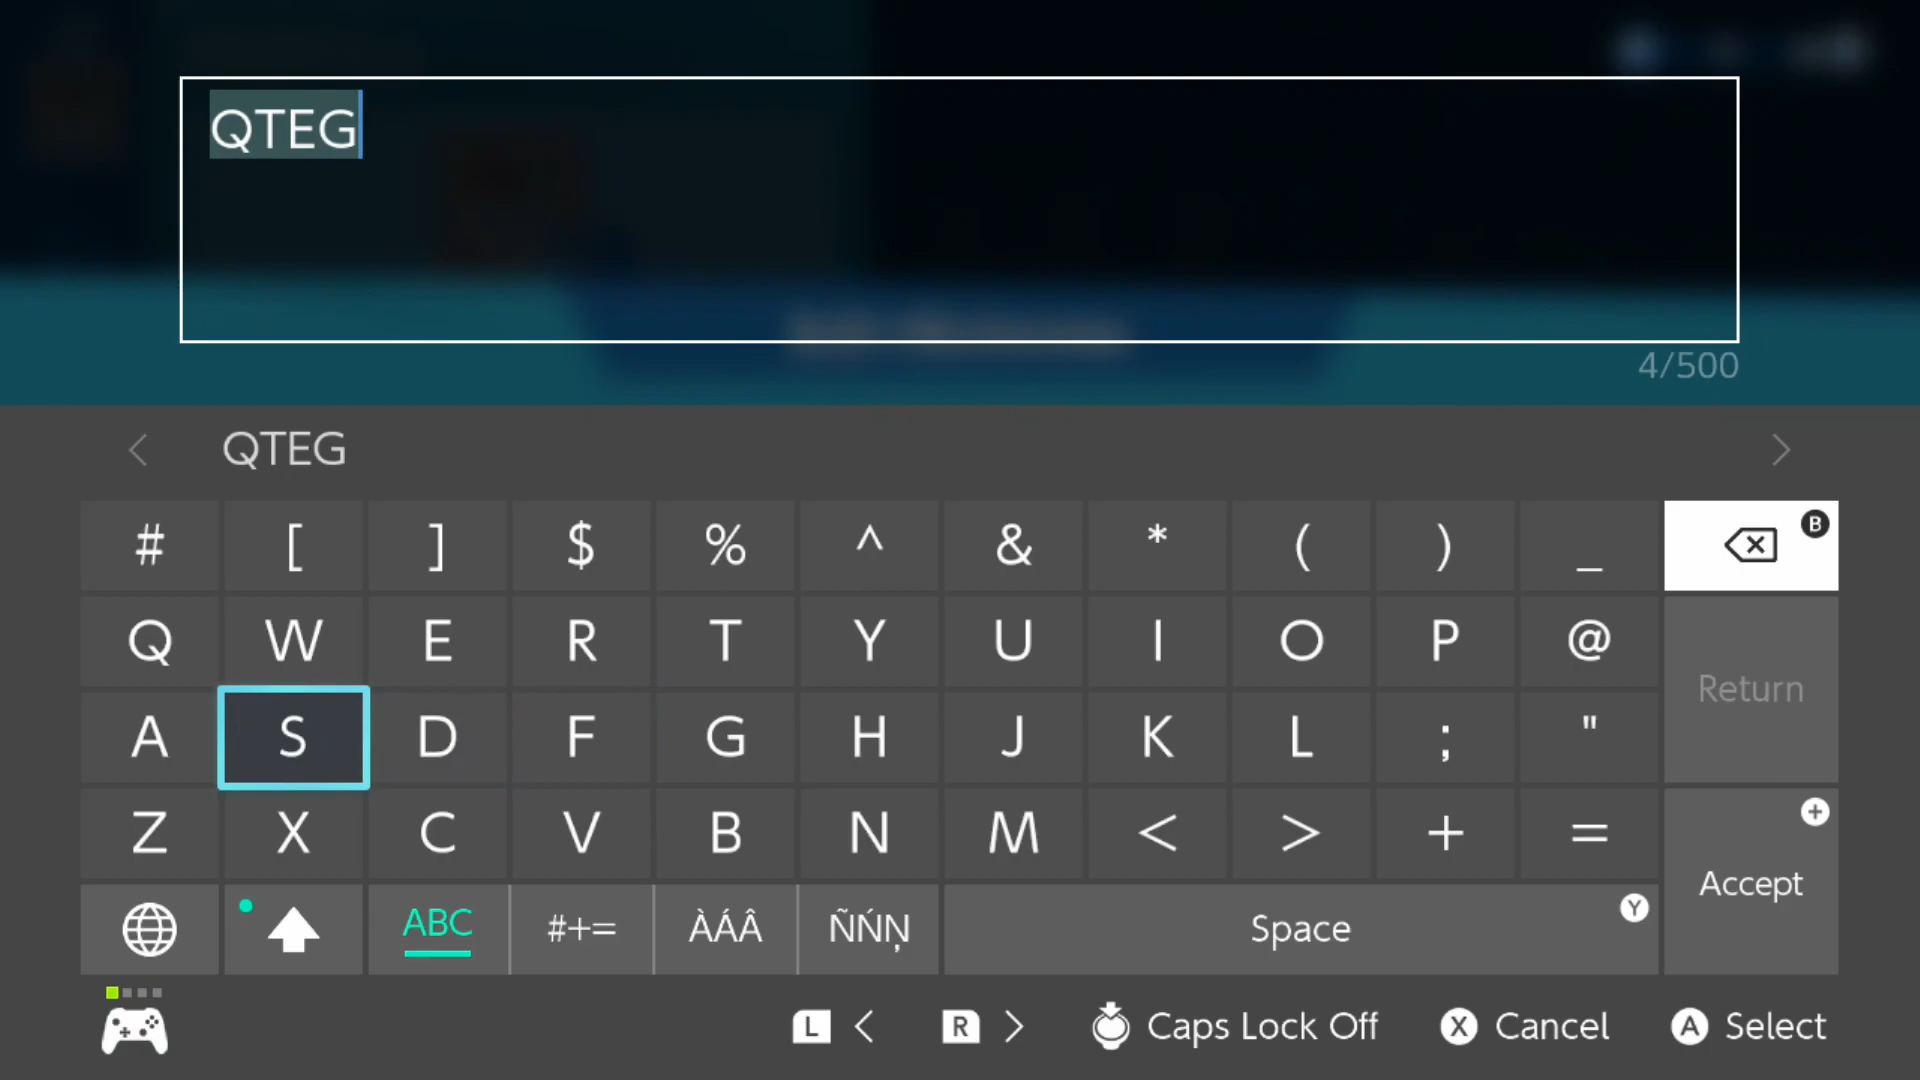 QTEG
4/500
< QTEG >
# [ ] $ % ^ & * ( ) _ B
Q W E R T Y U I O P @
Return
A S D F G H J K L ; "
Z X C V B N M < > + =
Accept
ABC #+= ÀÁÂ ÑŃŅ Space Y
L < R > Caps Lock Off X Cancel A Select